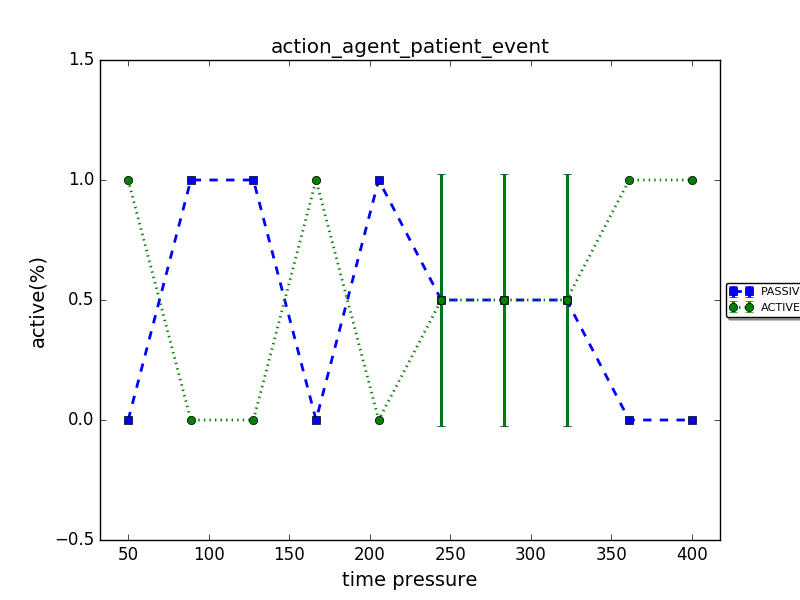 action_agent_patient_event
1.5
1.0
0.5
0.0
−0.5
active(%)
50 100 150 200 250 300 350 400
time pressure
PASSIV
ACTIVE